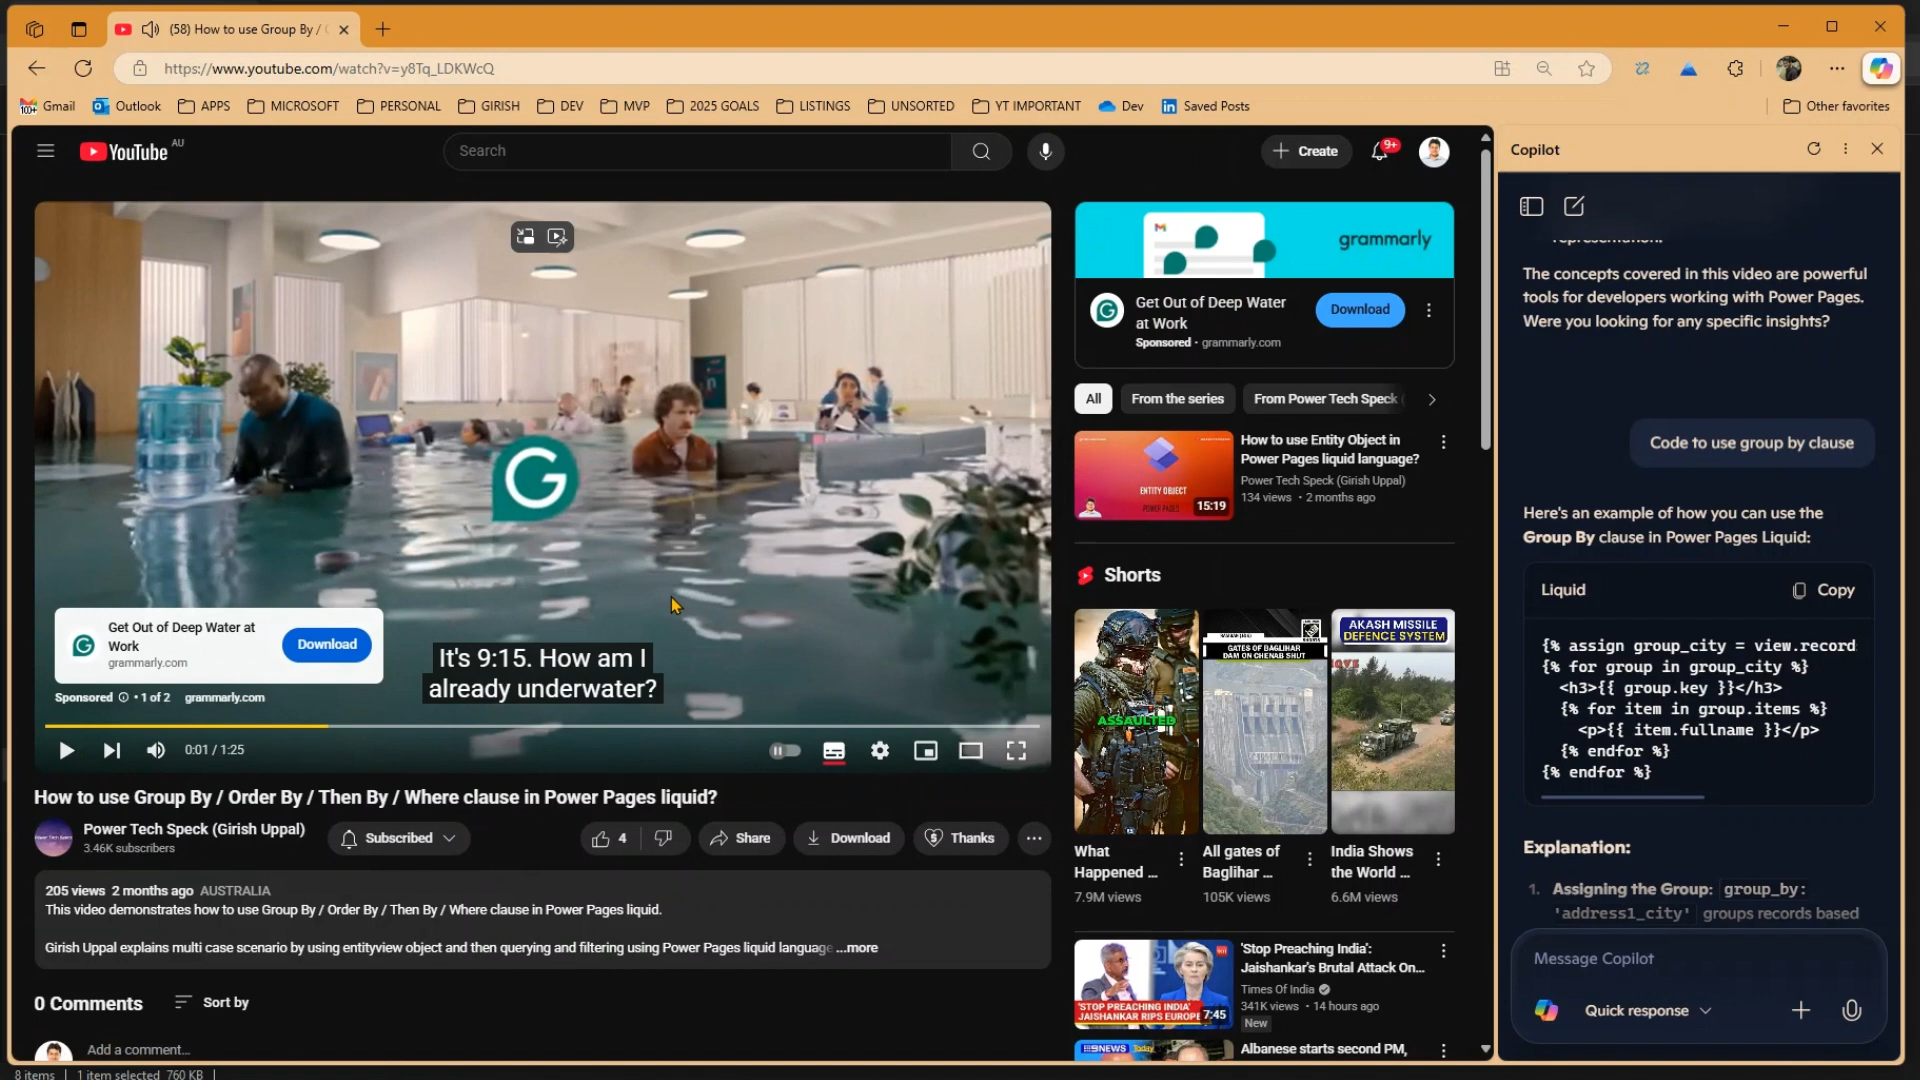 (58) How to use Group By /
https://www.youtube.com/watch?v=y8Tq_LDKWcQ
100+
Gmail
Outlook
APPS
MICROSOFT
PERSONAL
GIRISH
DEV
MVP
2025 GOALS
LISTINGS
UNSORTED
YT IMPORTANT
Dev
Saved Posts
Other favorites
YouTube AU
Search
Create
9+
Get Out of Deep Water at
Work
grammarly.com
Download
It's 9:15. How am I
already underwater?
Sponsored • 1 of 2 grammarly.com
0:01 / 1:25
How to use Group By / Order By / Then By / Where clause in Power Pages liquid?
Power Tech Speck (Girish Uppal)
3.46K subscribers
Subscribed
4
Share
Download
Thanks
205 views 2 months ago AUSTRALIA
This video demonstrates how to use Group By / Order By / Then By / Where clause in Power Pages liquid.
Girish Uppal explains multi case scenario by using entityview object and then querying and filtering using Power Pages liquid language ...more
0 Comments
Sort by
Add a comment...
grammarly
Get Out of Deep Water
at Work
Sponsored • grammarly.com
Download
All
From the series
From Power Tech Speck
ENTITY OBJECT
POWER PAGES
15:19
How to use Entity Object in
Power Pages liquid language?
Power Tech Speck (Girish Uppal)
134 views • 2 months ago
Shorts
ASSAULTED
GATES OF BAGLIHAR
DAM ON CHENAB SHUT
AKASH MISSILE
DEFENCE SYSTEM
What
Happened ...
7.9M views
All gates of
Baglihar ...
105K views
India Shows
the World ...
6.6M views
'STOP PREACHING INDIA'
JAISHANKAR RIPS EUROPE
7:45
'Stop Preaching India':
Jaishankar's Brutal Attack On...
Times Of India
341K views • 14 hours ago
New
9NEWS Today
Albanese starts second PM,
Copilot
representation.
The concepts covered in this video are powerful
tools for developers working with Power Pages.
Were you looking for any specific insights?
Code to use group by clause
Here's an example of how you can use the
Group By clause in Power Pages Liquid:
Liquid
Copy
{% assign group_city = view.record
{% for group in group_city %}
<h3>{{ group.key }}</h3>
{% for item in group.items %}
<p>{{ item.fullname }}</p>
{% endfor %}
{% endfor %}
Explanation:
1. Assigning the Group: group_by:
'address1_city' groups records based
Message Copilot
Quick response
8 items | 1 item selected 760 KB |